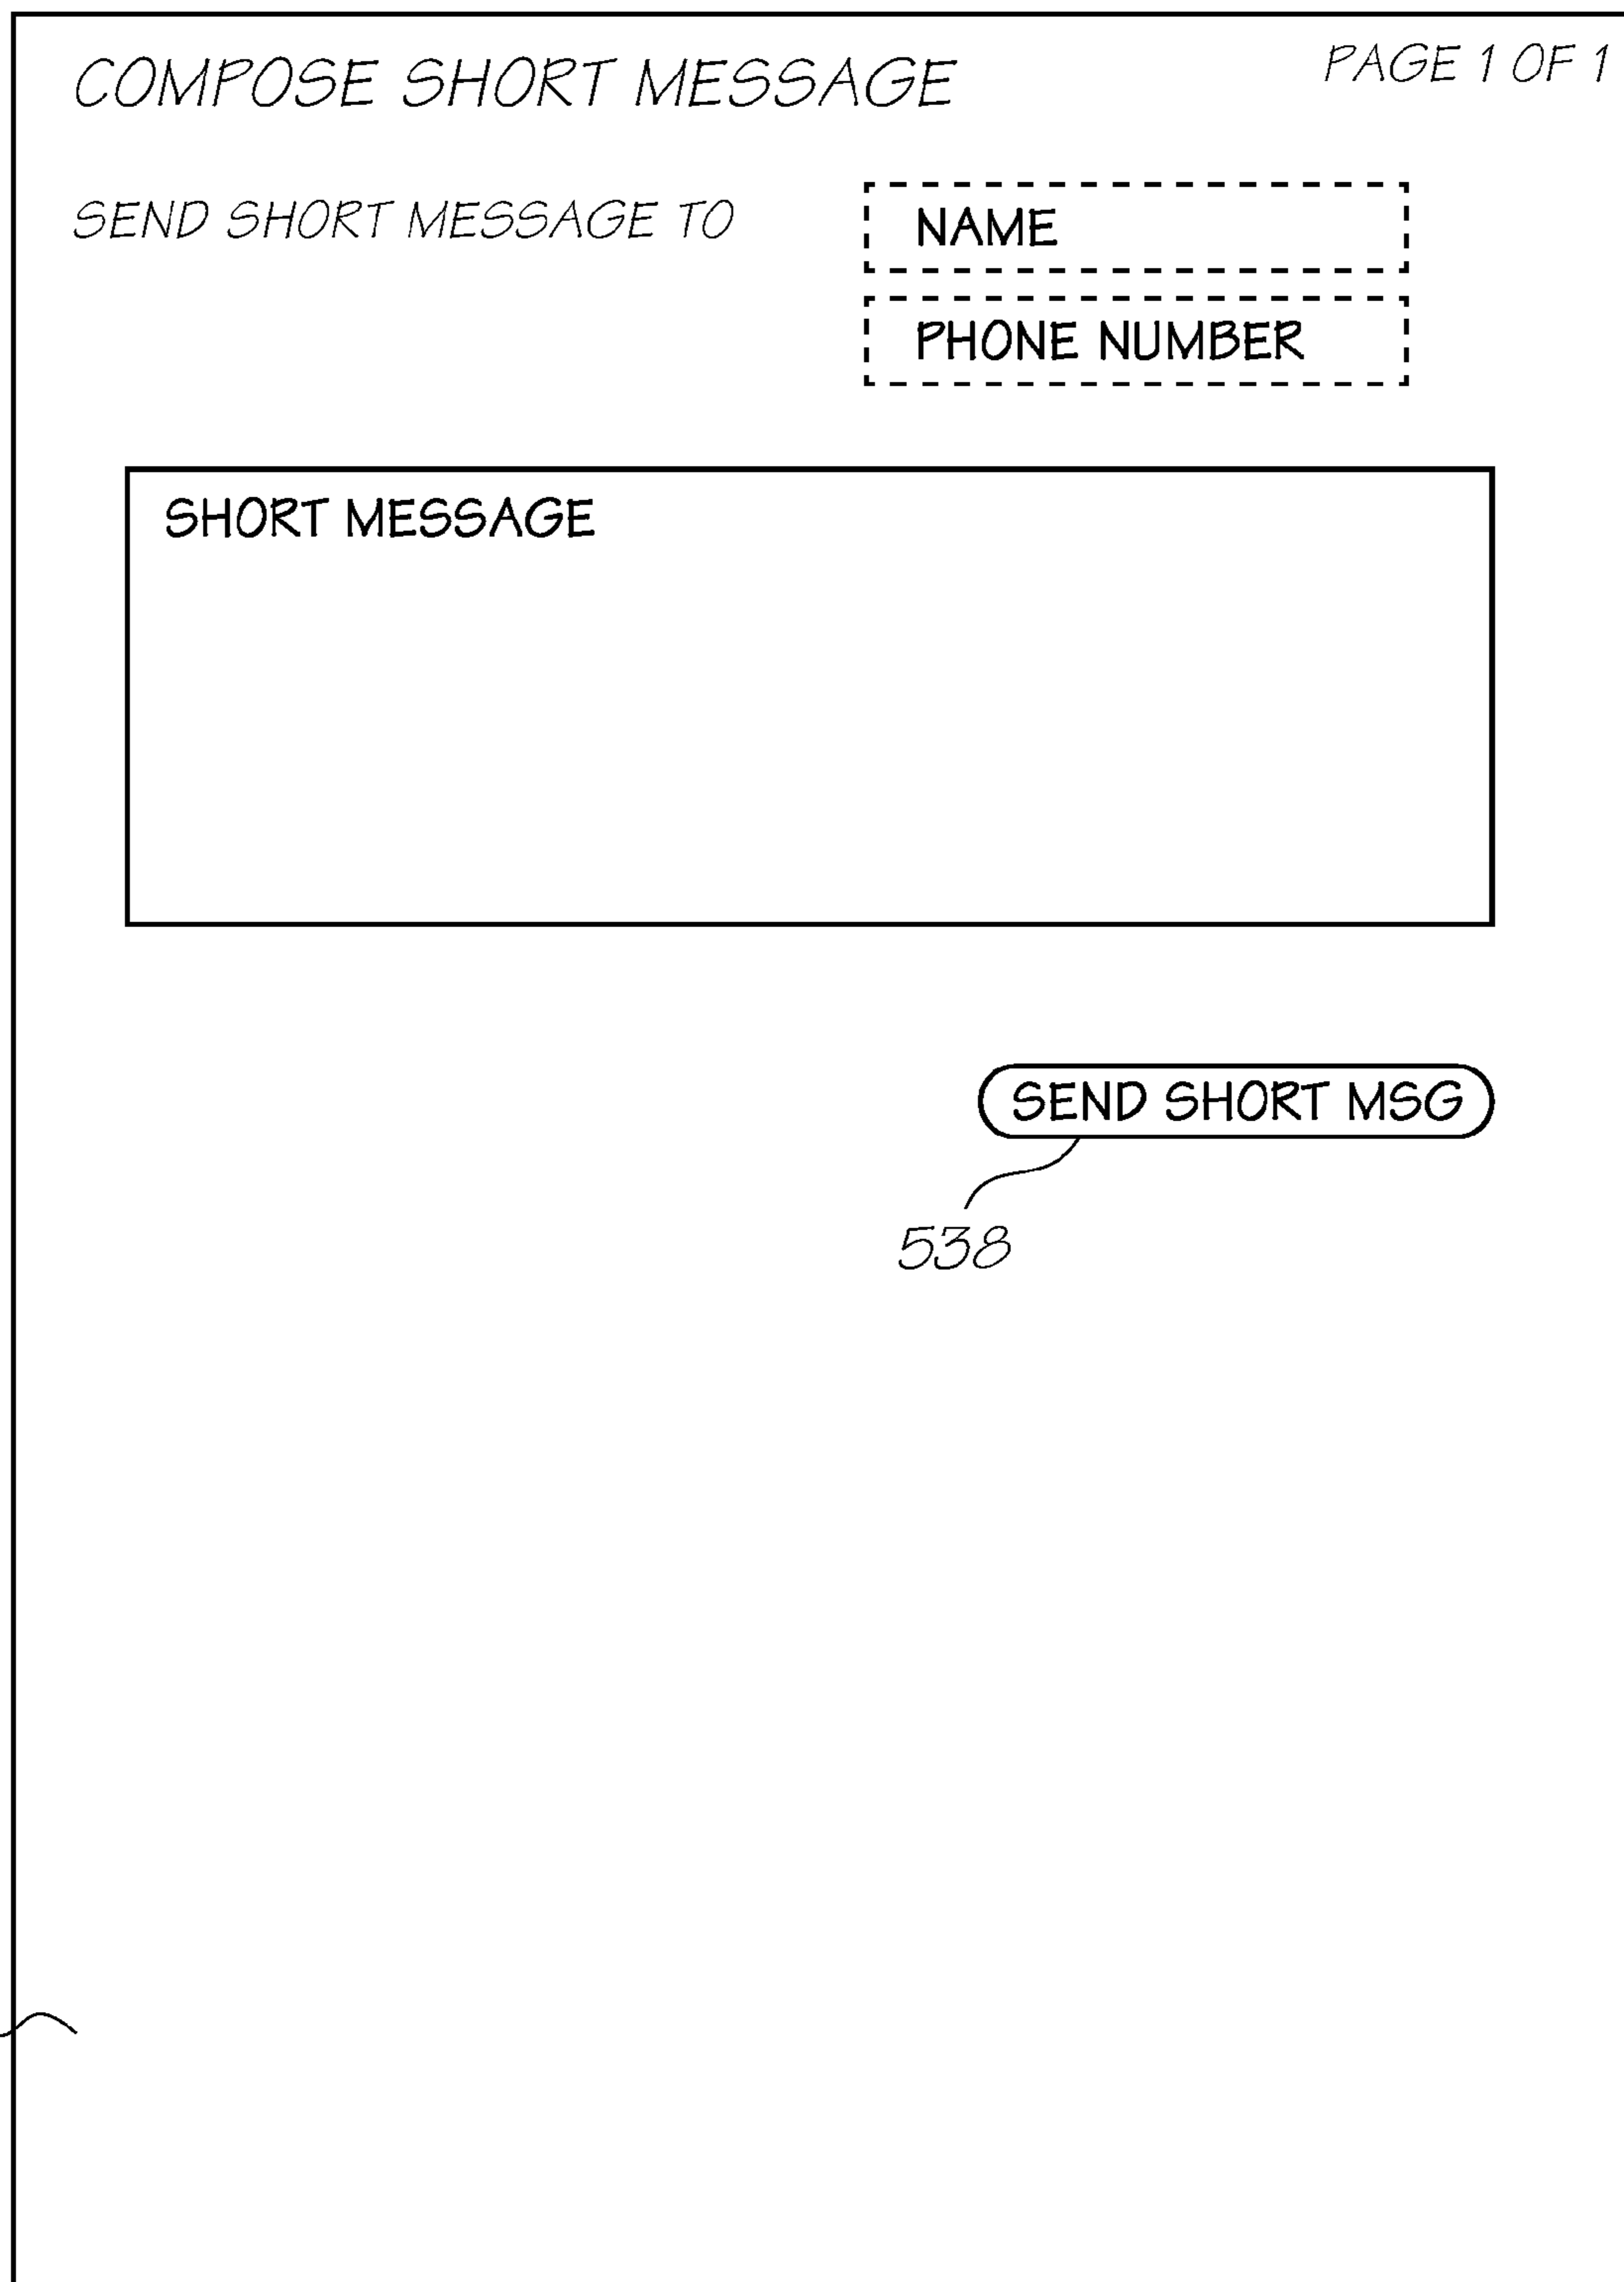 COMPOSE SHORT MESSAGE
PAGE 1 OF 1
SEND SHORT MESSAGE TO
NAME
PHONE NUMBER
SHORT MESSAGE
SEND SHORT MSG
538